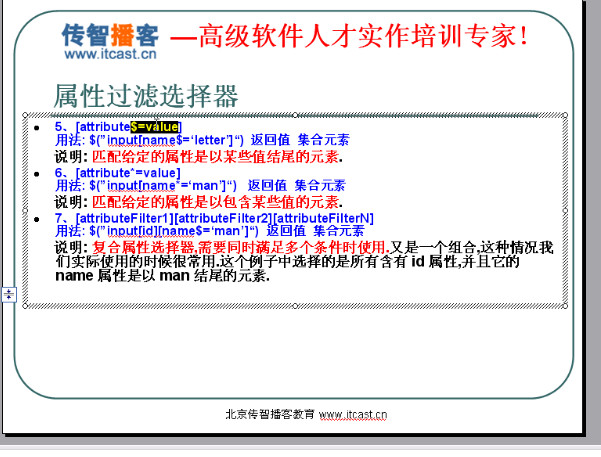 传智播客 —高级软件人才实作培训专家!
www.itcast.cn
属性过滤选择器
5、[attribute$=value]
用法: $(”input[name$=‘letter’]“) 返回值 集合元素
说明: 匹配给定的属性是以某些值结尾的元素.
6、[attribute*=value]
用法: $(”input[name*=‘man’]“) 返回值 集合元素
说明: 匹配给定的属性是以包含某些值的元素.
7、[attributeFilter1][attributeFilter2][attributeFilterN]
用法: $(”input[id][name$=‘man’]“) 返回值 集合元素
说明: 复合属性选择器,需要同时满足多个条件时使用.又是一个组合,这种情况我
们实际使用的时候很常用.这个例子中选择的是所有含有 id 属性,并且它的
name 属性是以 man 结尾的元素.
北京传智播客教育 www.itcast.cn